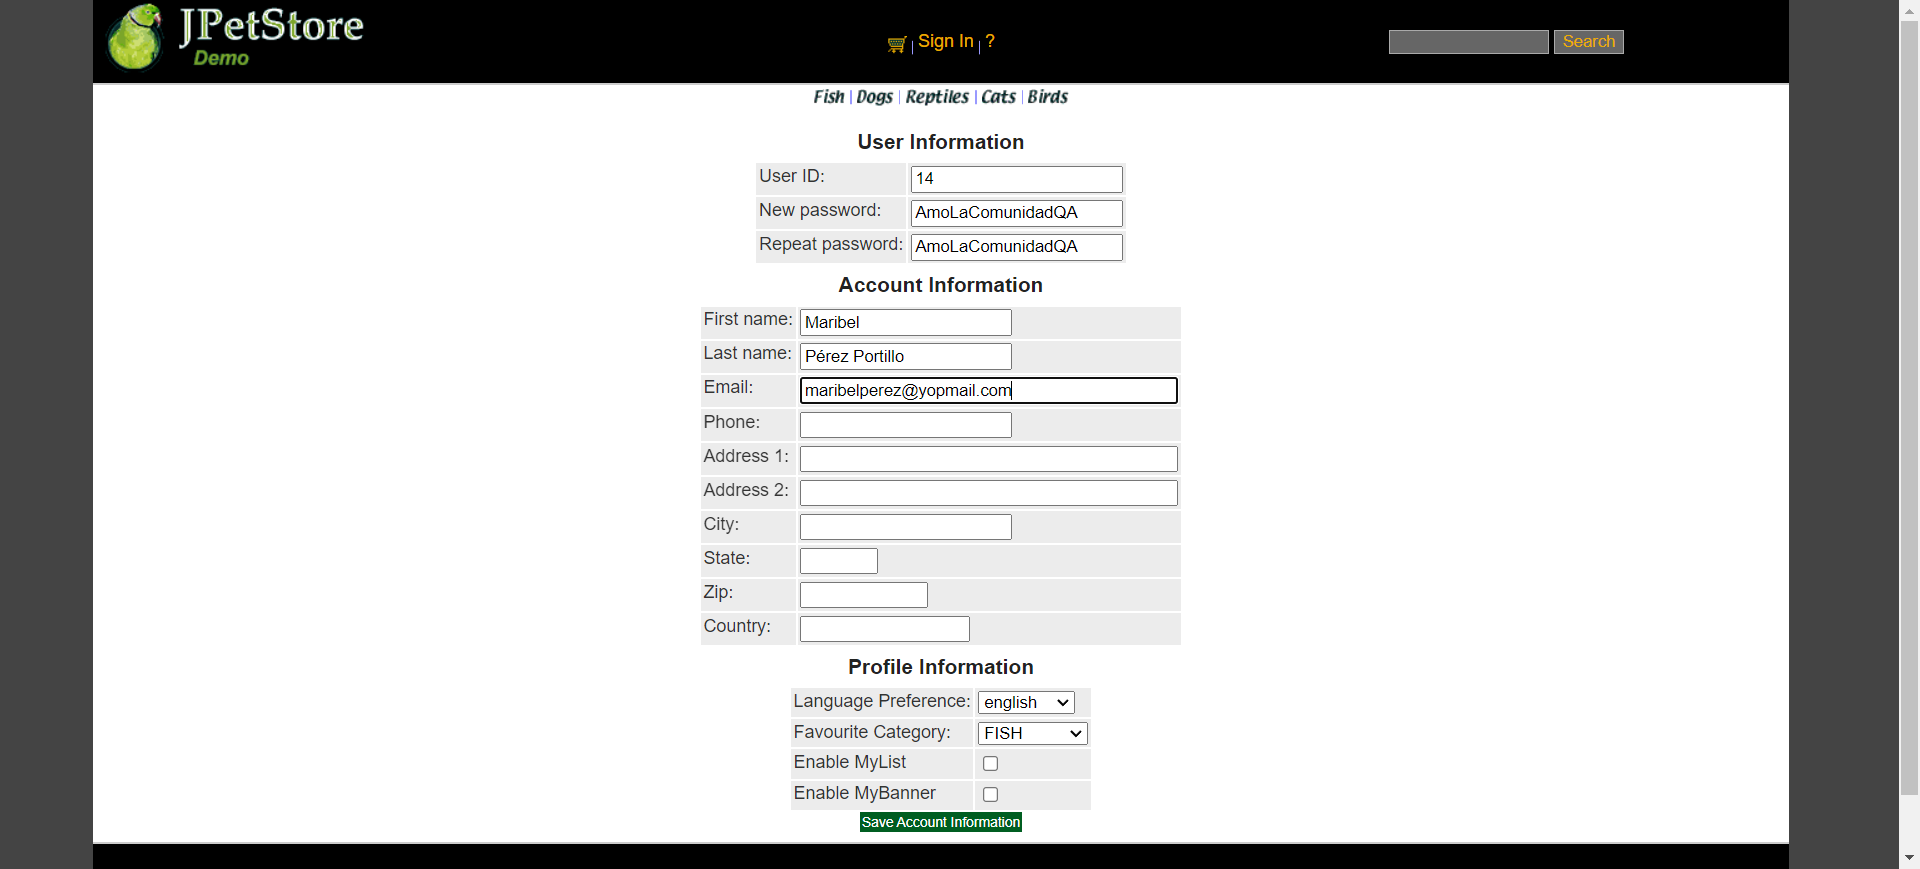 JPetStore
Demo
Sign In | ?
Search
Fish | Dogs | Reptiles | Cats | Birds
User Information
User ID: 14
New password: AmoLaComunidadQA
Repeat password: AmoLaComunidadQA
Account Information
First name: Maribel
Last name: Pérez Portillo
Email: maribelperez@yopmail.com
Phone:
Address 1:
Address 2:
City:
State:
Zip:
Country:
Profile Information
Language Preference: english
Favourite Category: FISH
Enable MyList
Enable MyBanner
Save Account Information